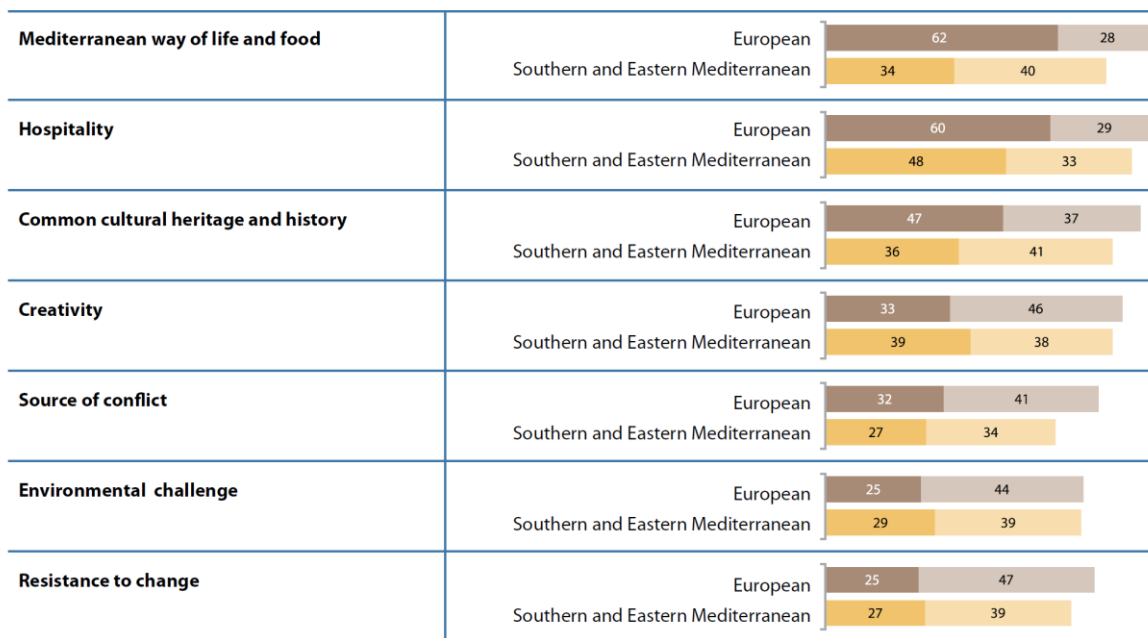 Mediterranean way of life and food
European 62 28
Southern and Eastern Mediterranean 34 40
Hospitality
European 60 29
Southern and Eastern Mediterranean 48 33
Common cultural heritage and history
European 47 37
Southern and Eastern Mediterranean 36 41
Creativity
European 33 46
Southern and Eastern Mediterranean 39 38
Source of conflict
European 32 41
Southern and Eastern Mediterranean 27 34
Environmental challenge
European 25 44
Southern and Eastern Mediterranean 29 39
Resistance to change
European 25 47
Southern and Eastern Mediterranean 27 39